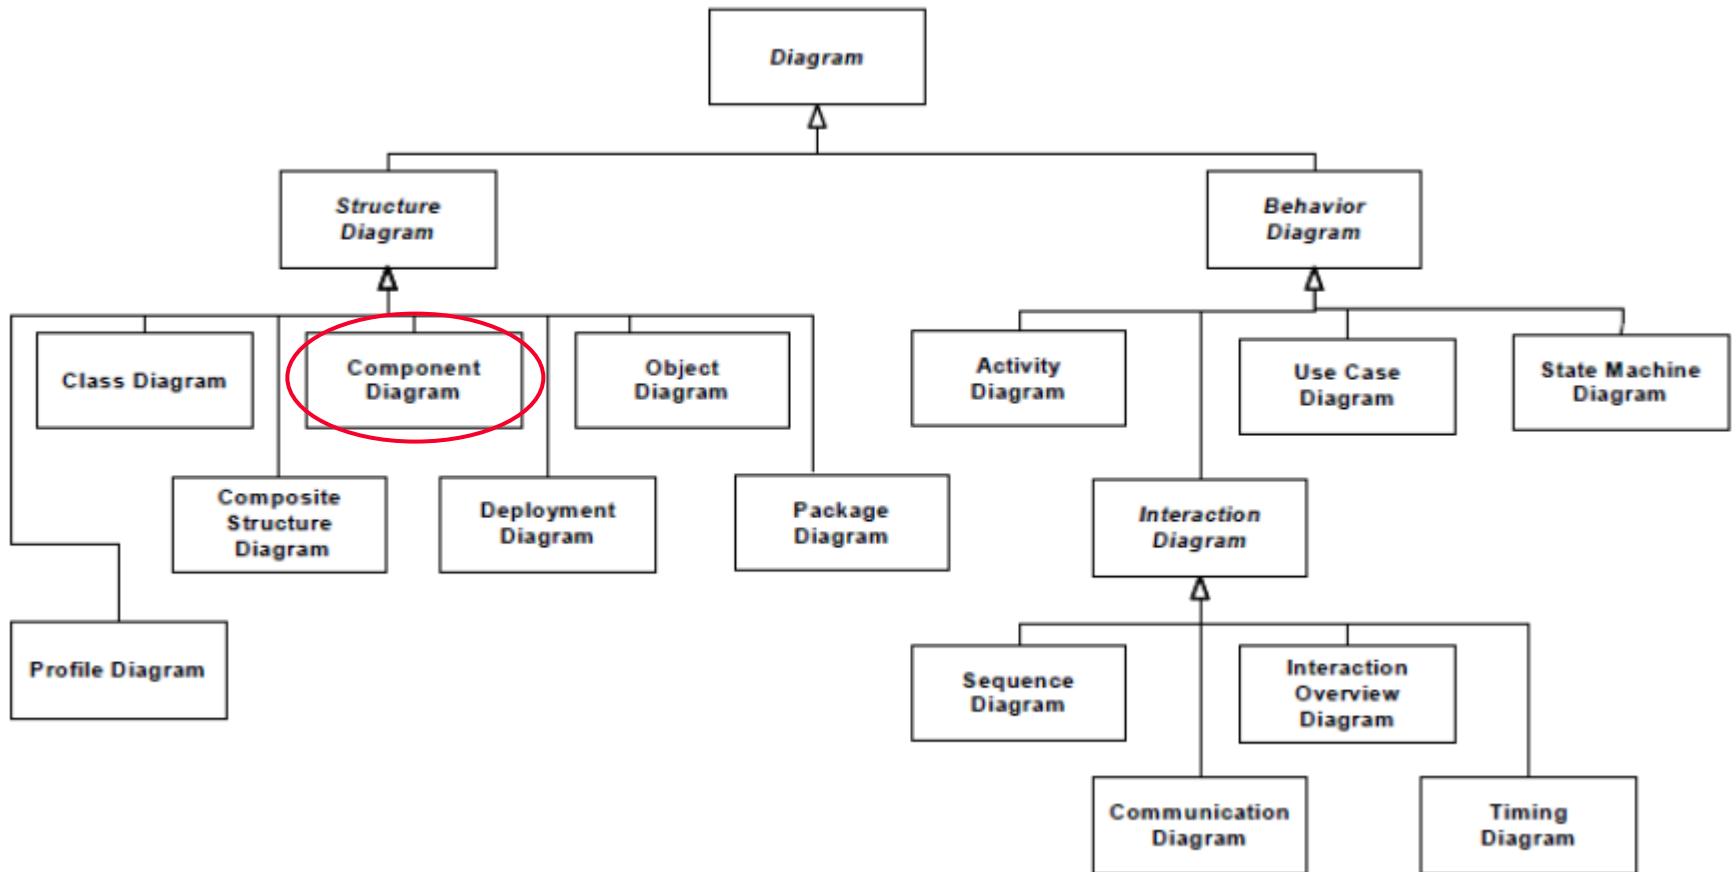 Diagram
Structure
Diagram
Behavior
Diagram
Class Diagram
Component
Diagram
Object
Diagram
Activity
Diagram
Use Case
Diagram
State Machine
Diagram
Composite
Structure
Diagram
Deployment
Diagram
Package
Diagram
Interaction
Diagram
Profile Diagram
Sequence
Diagram
Interaction
Overview
Diagram
Communication
Diagram
Timing
Diagram